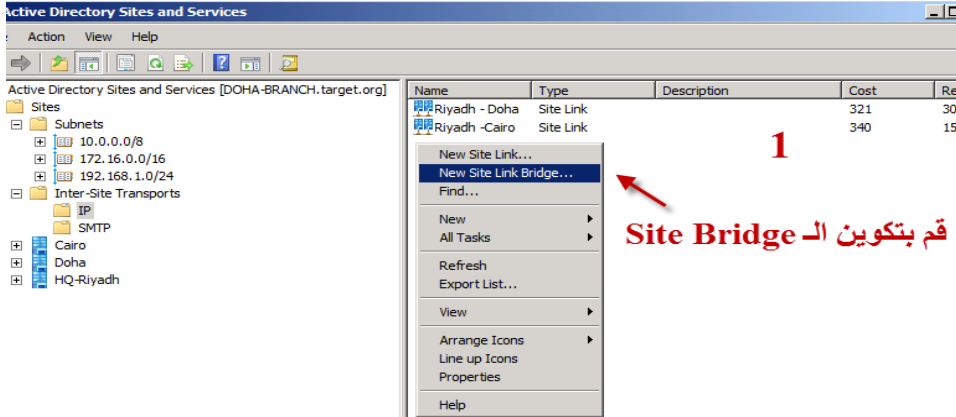 Active Directory Sites and Services
Action View Help
Active Directory Sites and Services [DOHA-BRANCH.target.org]
Sites
Subnets
10.0.0.0/8
172.16.0.0/16
192.168.1.0/24
Inter-Site Transports
IP
SMTP
Cairo
Doha
HQ-Riyadh
Name Type Description Cost Re
Riyadh - Doha Site Link 321 30
Riyadh -Cairo Site Link 340 15
1
New Site Link...
New Site Link Bridge...
Find...
New
All Tasks
Refresh
Export List...
View
Arrange Icons
Line up Icons
Properties
Help
قم بتكوين الـ Site Bridge